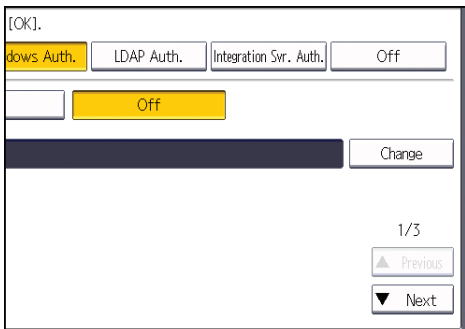 [OK].
dows Auth. LDAP Auth. Integration Svr. Auth. Off
Off
Change
1/3
▲ Previous
▼ Next